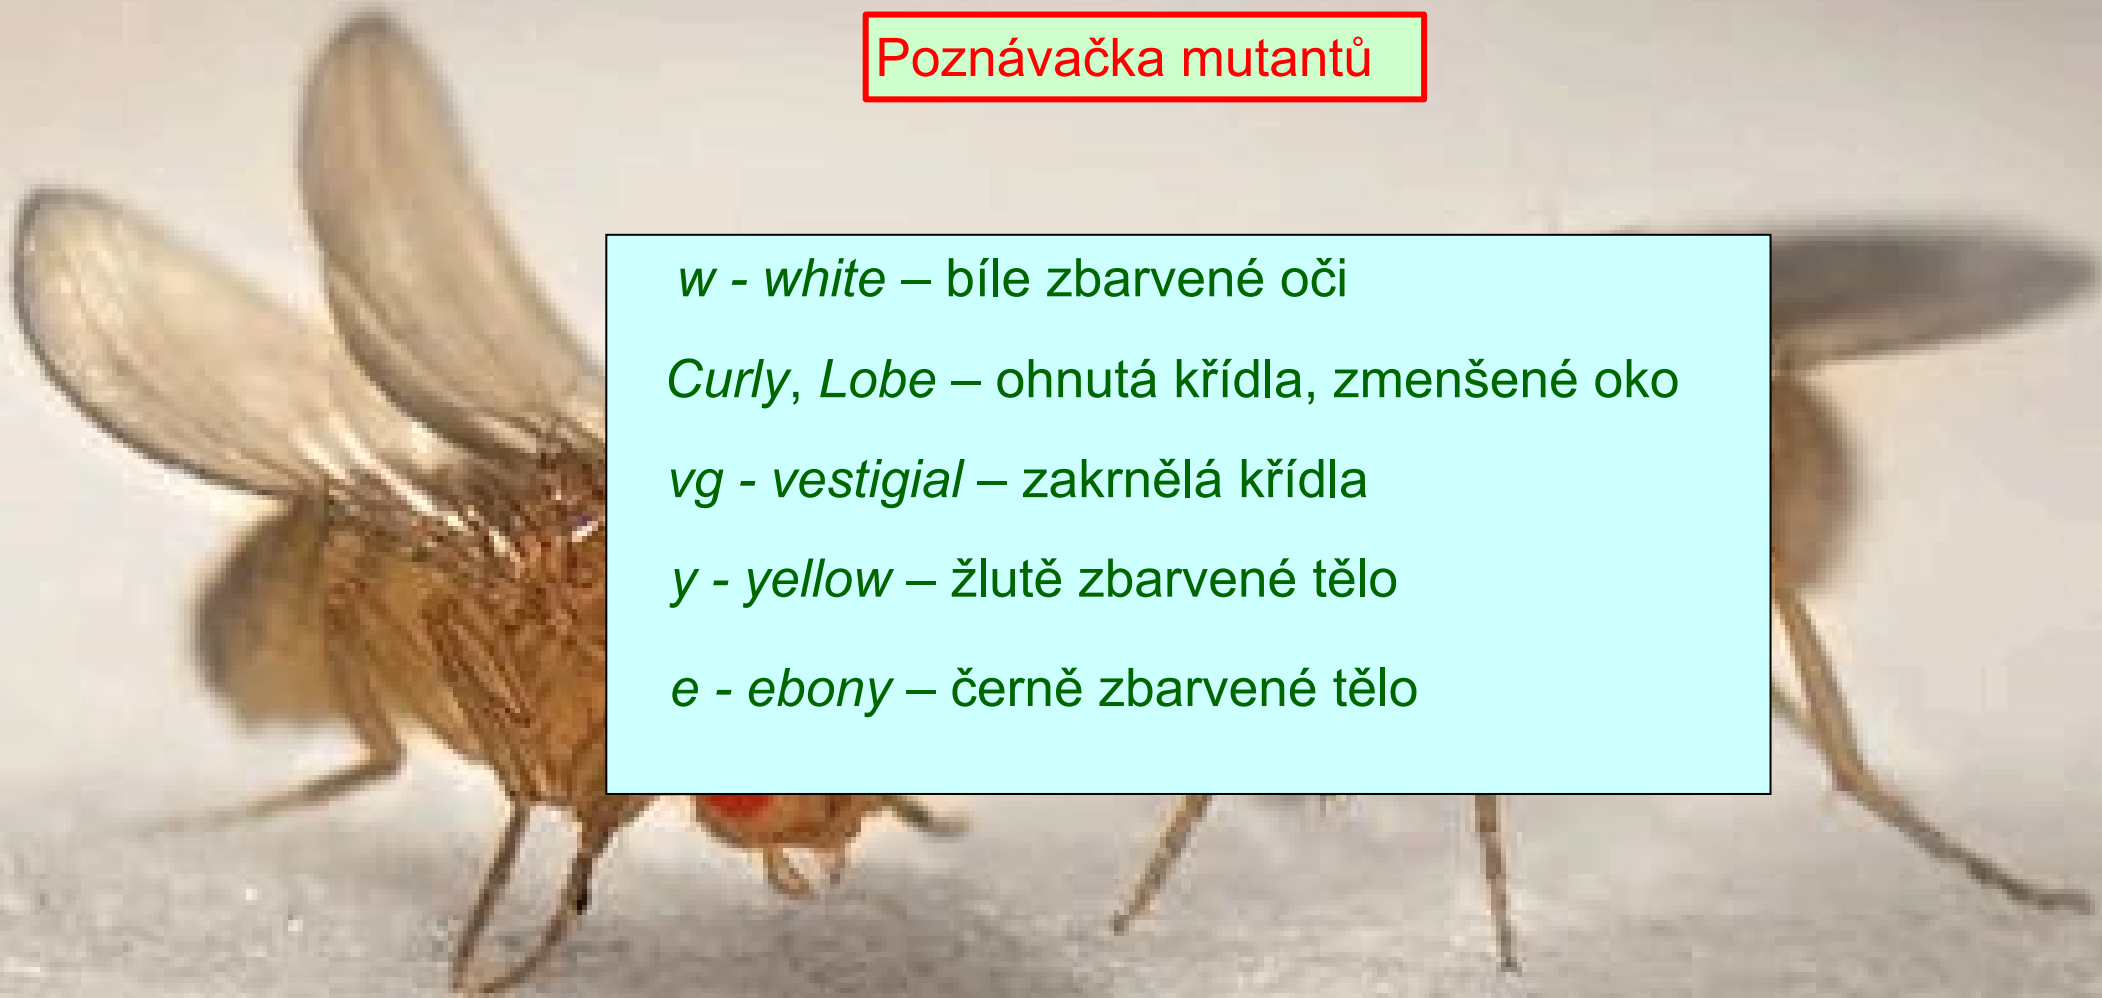 Poznávačka mutantů
w - white – bíle zbarvené oči
Curly, Lobe – ohnutá křídla, zmenšené oko
vg - vestigial – zakrnělá křídla
y - yellow – žlutě zbarvené tělo
e - ebony – černě zbarvené tělo